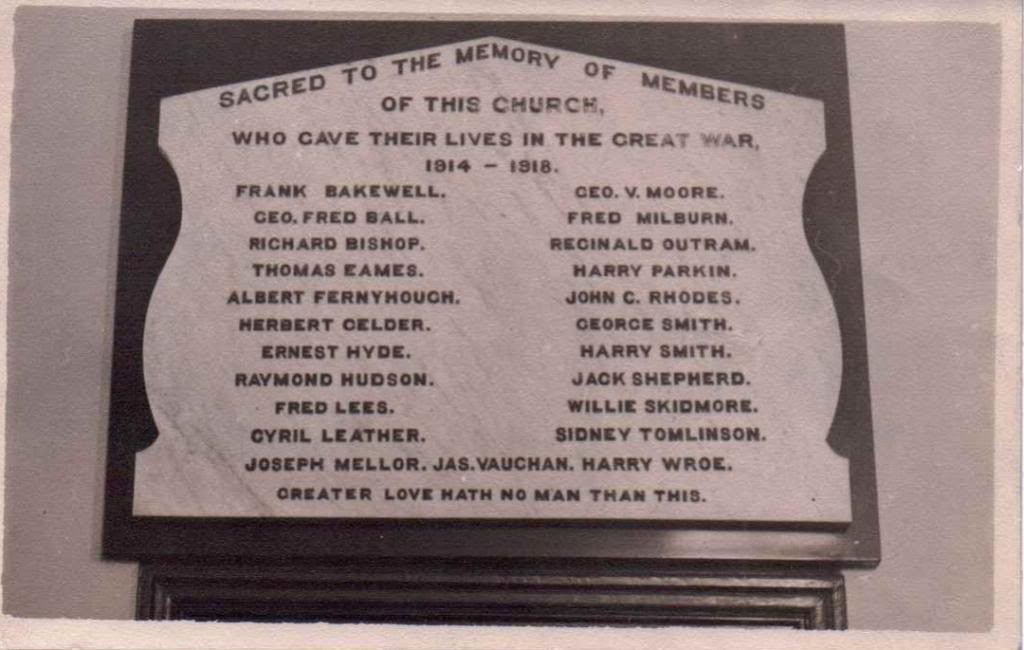 SACRED TO THE MEMORY OF MEMBERS
OF THIS CHURCH,
WHO GAVE THEIR LIVES IN THE GREAT WAR,
1914 – 1918.
FRANK BAKEWELL. GEO. V. MOORE.
GEO. FRED BALL. FRED MILBURN.
RICHARD BISHOP. REGINALD OUTRAM.
THOMAS EAMES. HARRY PARKIN.
ALBERT FERNYHOUGH. JOHN C. RHODES.
HERBERT GELDER. GEORGE SMITH.
ERNEST HYDE. HARRY SMITH.
RAYMOND HUDSON. JACK SHEPHERD.
FRED LEES. WILLIE SKIDMORE.
CYRIL LEATHER. SIDNEY TOMLINSON.
JOSEPH MELLOR. JAS. VAUGHAN. HARRY WROE.
GREATER LOVE HATH NO MAN THAN THIS.